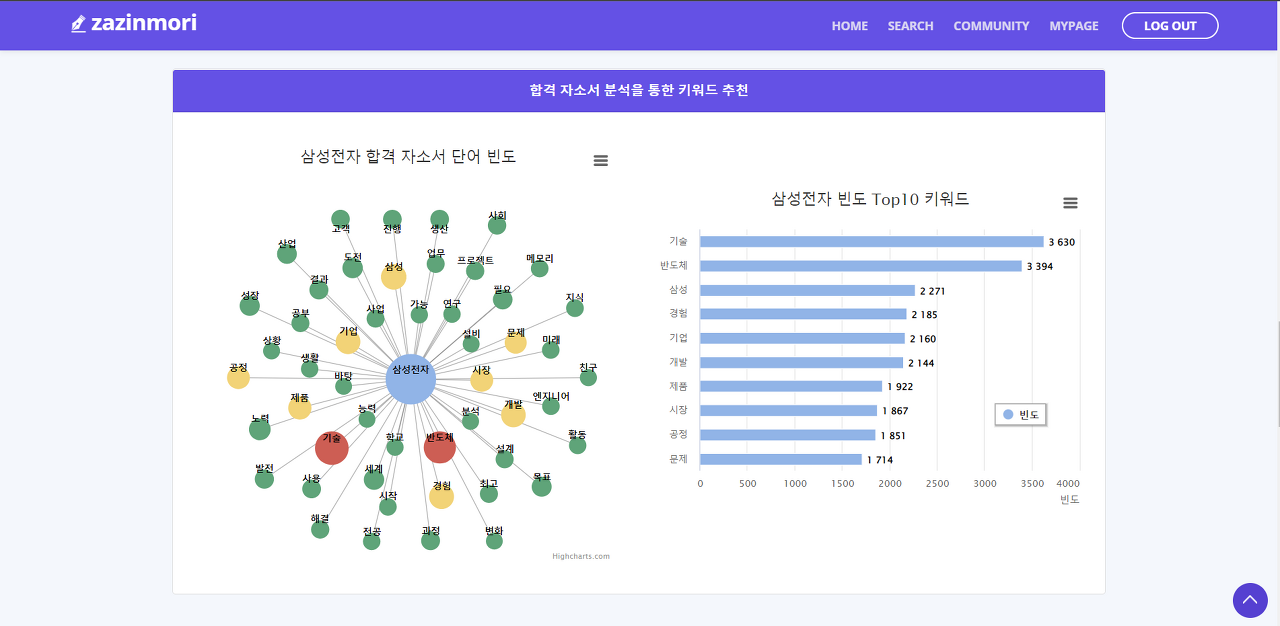 zazinmori
HOME SEARCH COMMUNITY MYPAGE LOG OUT
합격 자소서 분석을 통한 키워드 추천
삼성전자 합격 자소서 단어 빈도
고객 진행 생산 사회
산업 도전 삼성 업무 프로젝트 메모리
성장 결과 공부 사업 가능 연구 필요 지식
상황 기업 설비 문제 미래
공정 생활 바탕 삼성전자 시장 친구
제품 능력 분석 개발 엔지니어
노력 기술 학교 반도체 설계 활동
발전 사용 세계 시작 경험 최고 목표
해결 전공 과정 변화
Highcharts.com
삼성전자 빈도 Top10 키워드
기술 3 630
반도체 3 394
삼성 2 271
경험 2 185
기업 2 160
개발 2 144
제품 1 922
시장 1 867
공정 1 851
문제 1 714
빈도
0 500 1000 1500 2000 2500 3000 3500 4000
빈도